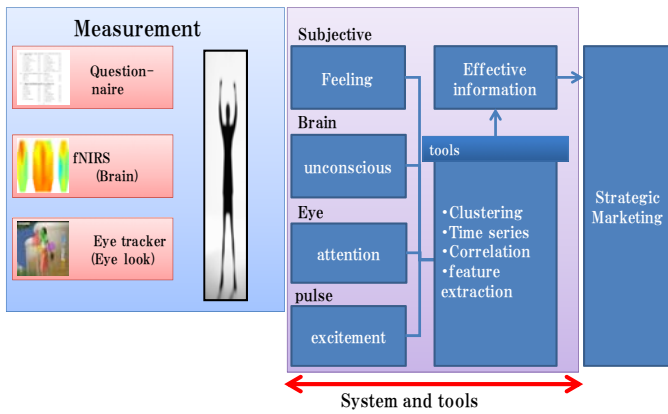 Measurement
Question-
naire
fNIRS
(Brain)
Eye tracker
(Eye look)
Subjective
Feeling
Brain
unconscious
Eye
attention
pulse
excitement
Effective
information
tools
•Clustering
•Time series
•Correlation
•feature
extraction
Strategic
Marketing
System and tools